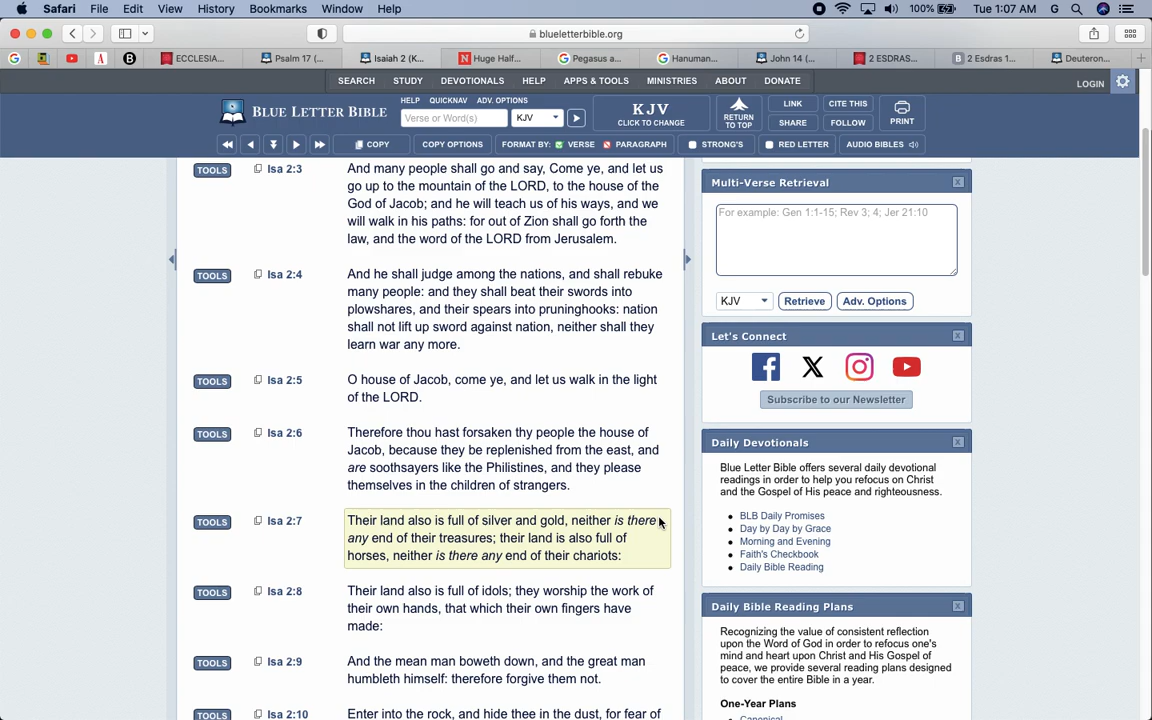 Safari File Edit View History Bookmarks Window Help 100% Tue 1:07 AM G
blueletterbible.org
ECCLESIA... Psalm 17 (... Isaiah 2 (K... Huge Half... Pegasus a... Hanuman... John 14 (... 2 ESDRAS... 2 Esdras 1... Deuteron...
SEARCH STUDY DEVOTIONALS HELP APPS & TOOLS MINISTRIES ABOUT DONATE LOGIN
BLUE LETTER BIBLE
HELP QUICKNAV ADV. OPTIONS
Verse or Word(s) KJV
KJV
CLICK TO CHANGE
RETURN
TO TOP
LINK CITE THIS
SHARE FOLLOW
PRINT
COPY COPY OPTIONS FORMAT BY: VERSE PARAGRAPH STRONG'S RED LETTER AUDIO BIBLES
TOOLS Isa 2:3 And many people shall go and say, Come ye, and let us
go up to the mountain of the LORD, to the house of the
God of Jacob; and he will teach us of his ways, and we
will walk in his paths: for out of Zion shall go forth the
law, and the word of the LORD from Jerusalem.
TOOLS Isa 2:4 And he shall judge among the nations, and shall rebuke
many people: and they shall beat their swords into
plowshares, and their spears into pruninghooks: nation
shall not lift up sword against nation, neither shall they
learn war any more.
TOOLS Isa 2:5 O house of Jacob, come ye, and let us walk in the light
of the LORD.
TOOLS Isa 2:6 Therefore thou hast forsaken thy people the house of
Jacob, because they be replenished from the east, and
are soothsayers like the Philistines, and they please
themselves in the children of strangers.
TOOLS Isa 2:7 Their land also is full of silver and gold, neither is there
any end of their treasures; their land is also full of
horses, neither is there any end of their chariots:
TOOLS Isa 2:8 Their land also is full of idols; they worship the work of
their own hands, that which their own fingers have
made:
TOOLS Isa 2:9 And the mean man boweth down, and the great man
humbleth himself: therefore forgive them not.
TOOLS Isa 2:10 Enter into the rock, and hide thee in the dust, for fear of
Multi-Verse Retrieval
For example: Gen 1:1-15; Rev 3; 4; Jer 21:10
KJV Retrieve Adv. Options
Let's Connect
Subscribe to our Newsletter
Daily Devotionals
Blue Letter Bible offers several daily devotional
readings in order to help you refocus on Christ
and the Gospel of His peace and righteousness.
BLB Daily Promises
Day by Day by Grace
Morning and Evening
Faith's Checkbook
Daily Bible Reading
Daily Bible Reading Plans
Recognizing the value of consistent reflection
upon the Word of God in order to refocus one's
mind and heart upon Christ and His Gospel of
peace, we provide several reading plans designed
to cover the entire Bible in a year.
One-Year Plans
Canonical